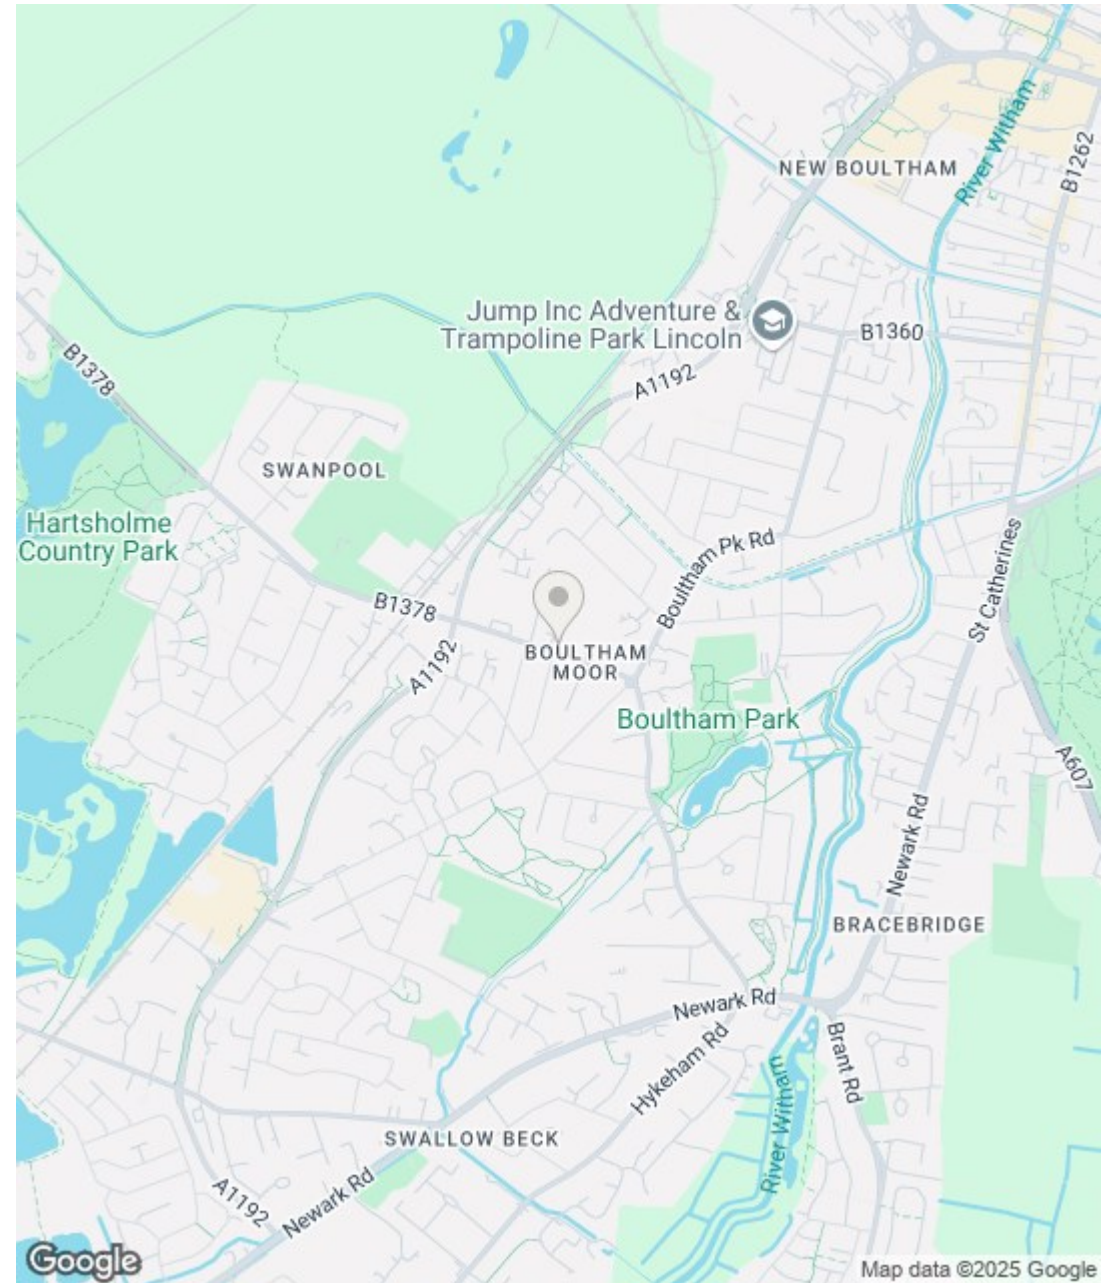 River Witham
B1262
NEW BOULTHAM
Jump Inc Adventure &
Trampoline Park Lincoln
B1360
B1378
A1192
SWANPOOL
Hartsholme
Country Park
Boultham Pk Rd
St Catherines
B1378
BOULTHAM
MOOR
A1192
Boultham Park
A607
Newark Rd
BRACEBRIDGE
Newark Rd
Hykeham Rd
Brant Rd
River Witham
SWALLOW BECK
A1192
Newark Rd
Google
Map data ©2025 Google